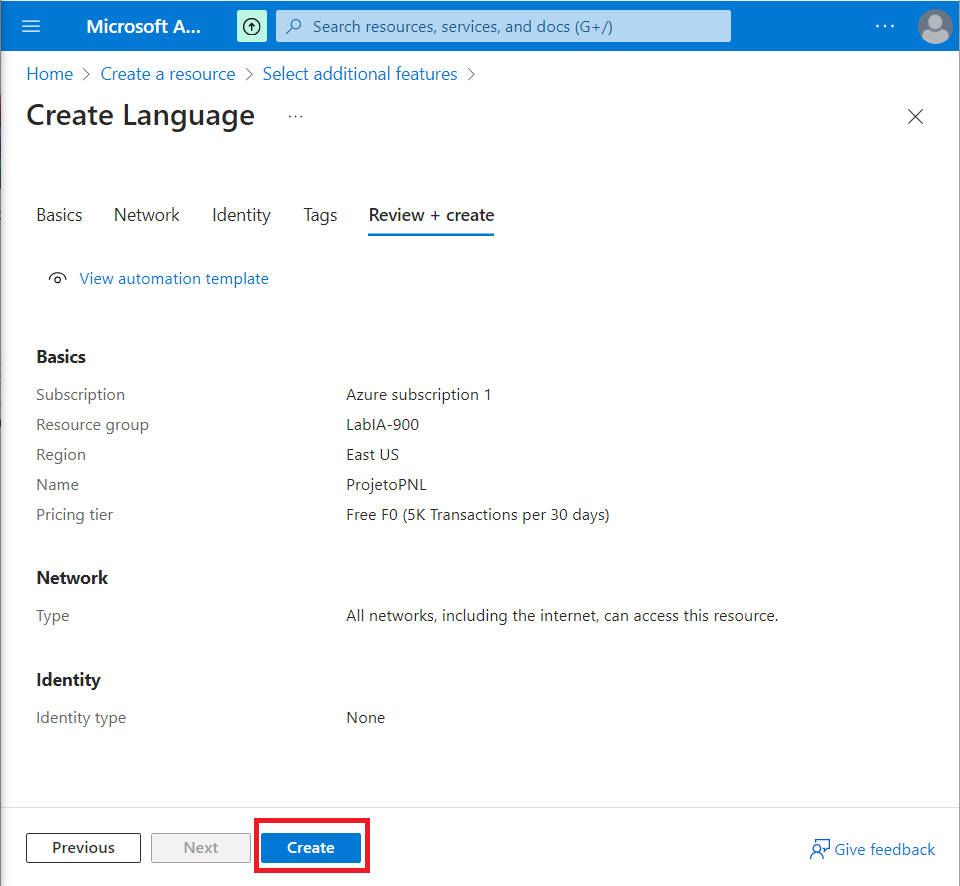 Microsoft A...
Search resources, services, and docs (G+/)
...
Home > Create a resource > Select additional features >
Create Language ...
Basics Network Identity Tags Review + create
View automation template
Basics
Subscription Azure subscription 1
Resource group LabIA-900
Region East US
Name ProjetoPNL
Pricing tier Free F0 (5K Transactions per 30 days)
Network
Type All networks, including the internet, can access this resource.
Identity
Identity type None
Previous Next Create Give feedback